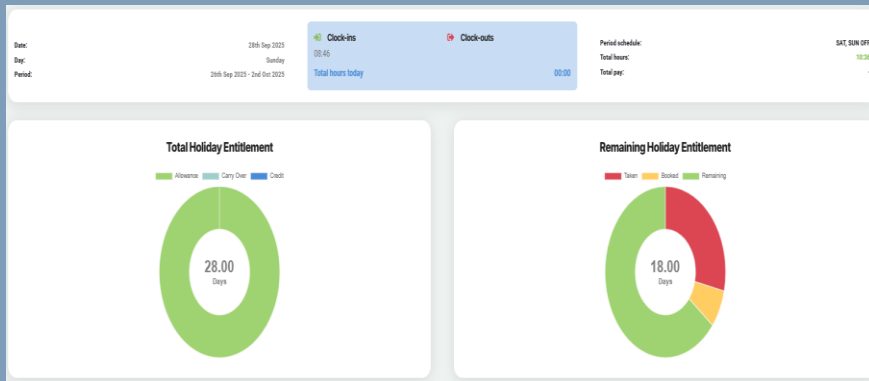 Date: 28th Sep 2025
Day: Sunday
Period: 26th Sep 2025 - 2nd Oct 2025
Clock-ins Clock-outs
08:46
Total hours today 00:00
Period schedule: SAT, SUN OFF
Total hours: 10:36
Total pay:
Total Holiday Entitlement
Allowance Carry Over Credit
28.00
Days
Remaining Holiday Entitlement
Taken Booked Remaining
18.00
Days